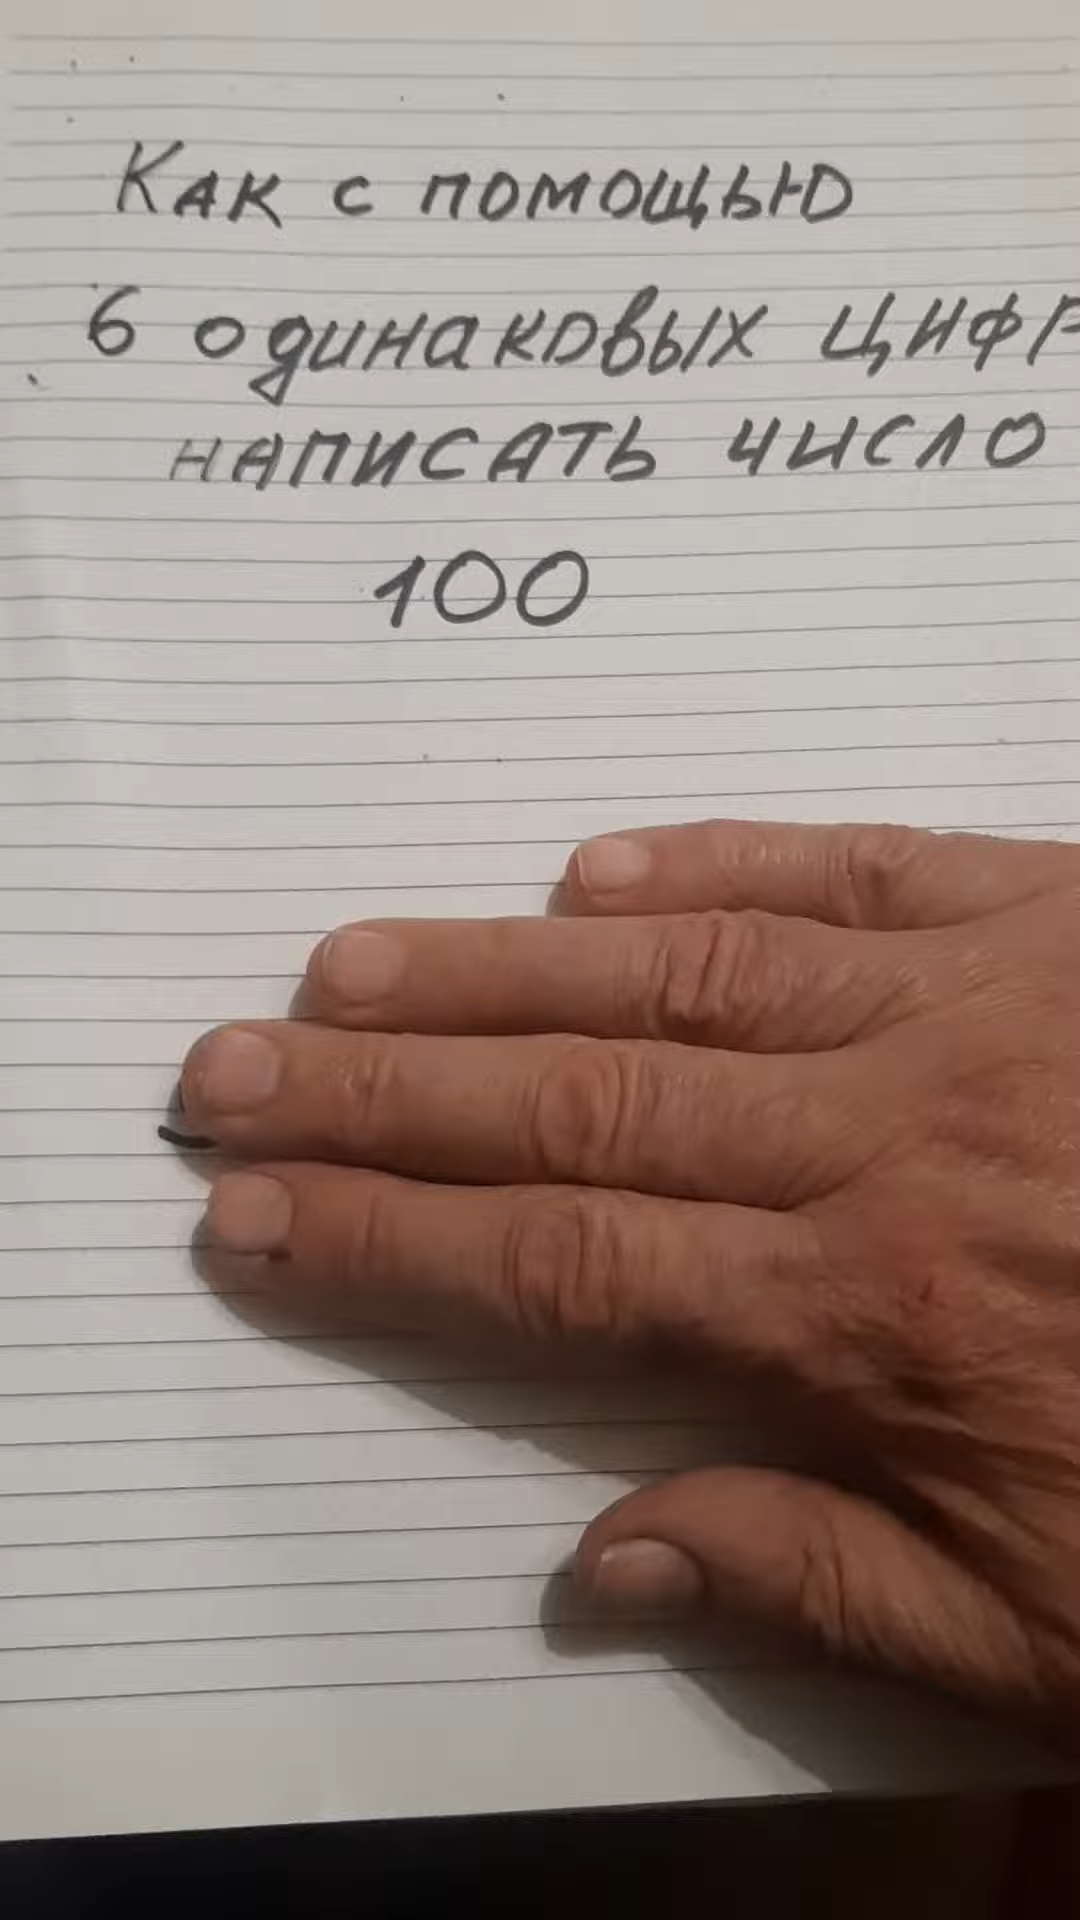 Как с помощью
6 одинаковых цифр
написать число
100